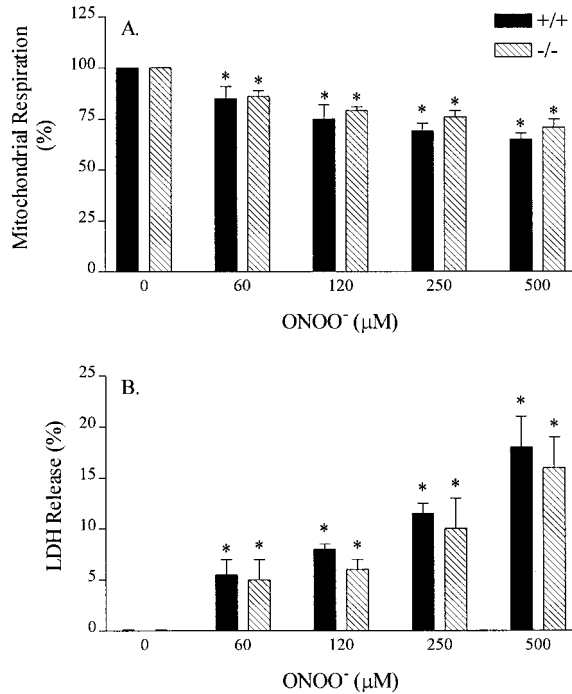 A.
+/+
-/-
Mitochondrial Respiration
(%)
125
100
75
50
25
0
* * * * * * * *
0 60 120 250 500
ONOO⁻ (μM)
B.
LDH Release (%)
25
20
15
10
5
0
* * * * * * * *
0 60 120 250 500
ONOO⁻ (μM)